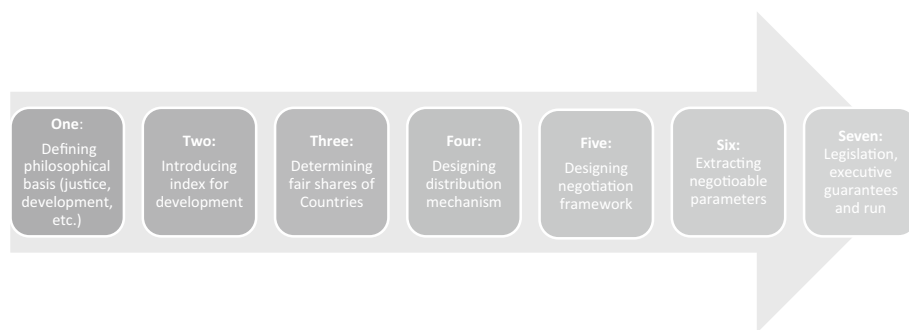 One:
Defining
philosophical
basis (justice,
development,
etc.)
Two:
Introducing
index for
development
Three:
Determining
fair shares of
Countries
Four:
Designing
distribution
mechanism
Five:
Designing
negotiation
framework
Six:
Extracting
negotioable
parameters
Seven:
Legislation,
executive
guarantees
and run